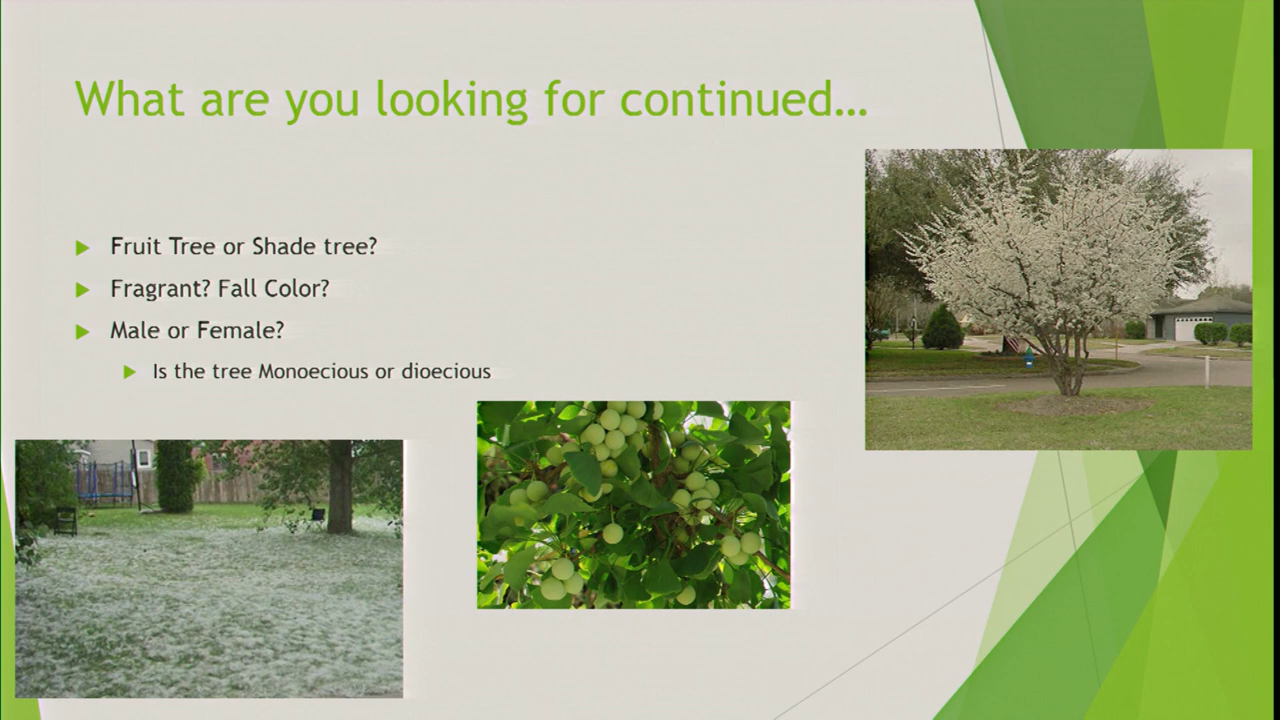 What are you looking for continued…
Fruit Tree or Shade tree?
Fragrant? Fall Color?
Male or Female?
Is the tree Monoecious or dioecious